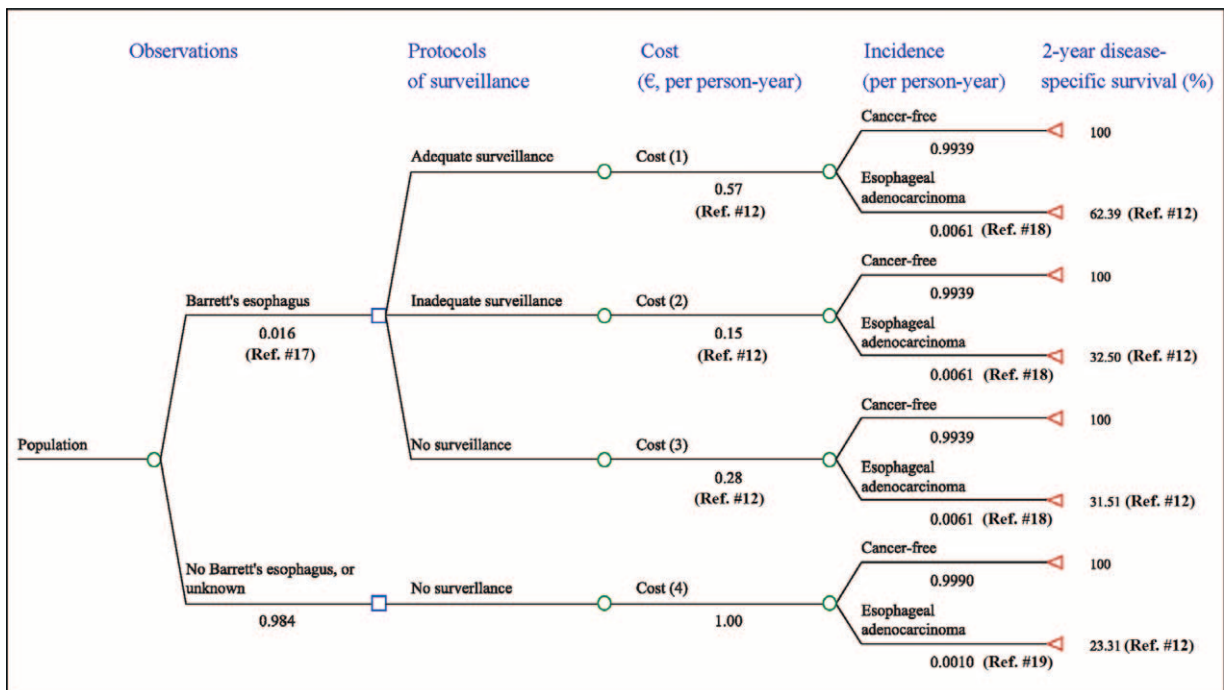 Observations
Protocols
of surveillance
Cost
(€, per person-year)
Incidence
(per person-year)
2-year disease-
specific survival (%)
Population
Barrett's esophagus
0.016
(Ref. #17)
No Barrett's esophagus, or
unknown
0.984
Adequate surveillance
Cost (1)
0.57
(Ref. #12)
Cancer-free
0.9939
100
Esophageal
adenocarcinoma
0.0061 (Ref. #18)
62.39 (Ref. #12)
Inadequate surveillance
Cost (2)
0.15
(Ref. #12)
Cancer-free
0.9939
100
Esophageal
adenocarcinoma
0.0061 (Ref. #18)
32.50 (Ref. #12)
No surveillance
Cost (3)
0.28
(Ref. #12)
Cancer-free
0.9939
100
Esophageal
adenocarcinoma
0.0061 (Ref. #18)
31.51 (Ref. #12)
No surverllance
Cost (4)
1.00
Cancer-free
0.9990
100
Esophageal
adenocarcinoma
0.0010 (Ref. #19)
23.31 (Ref. #12)